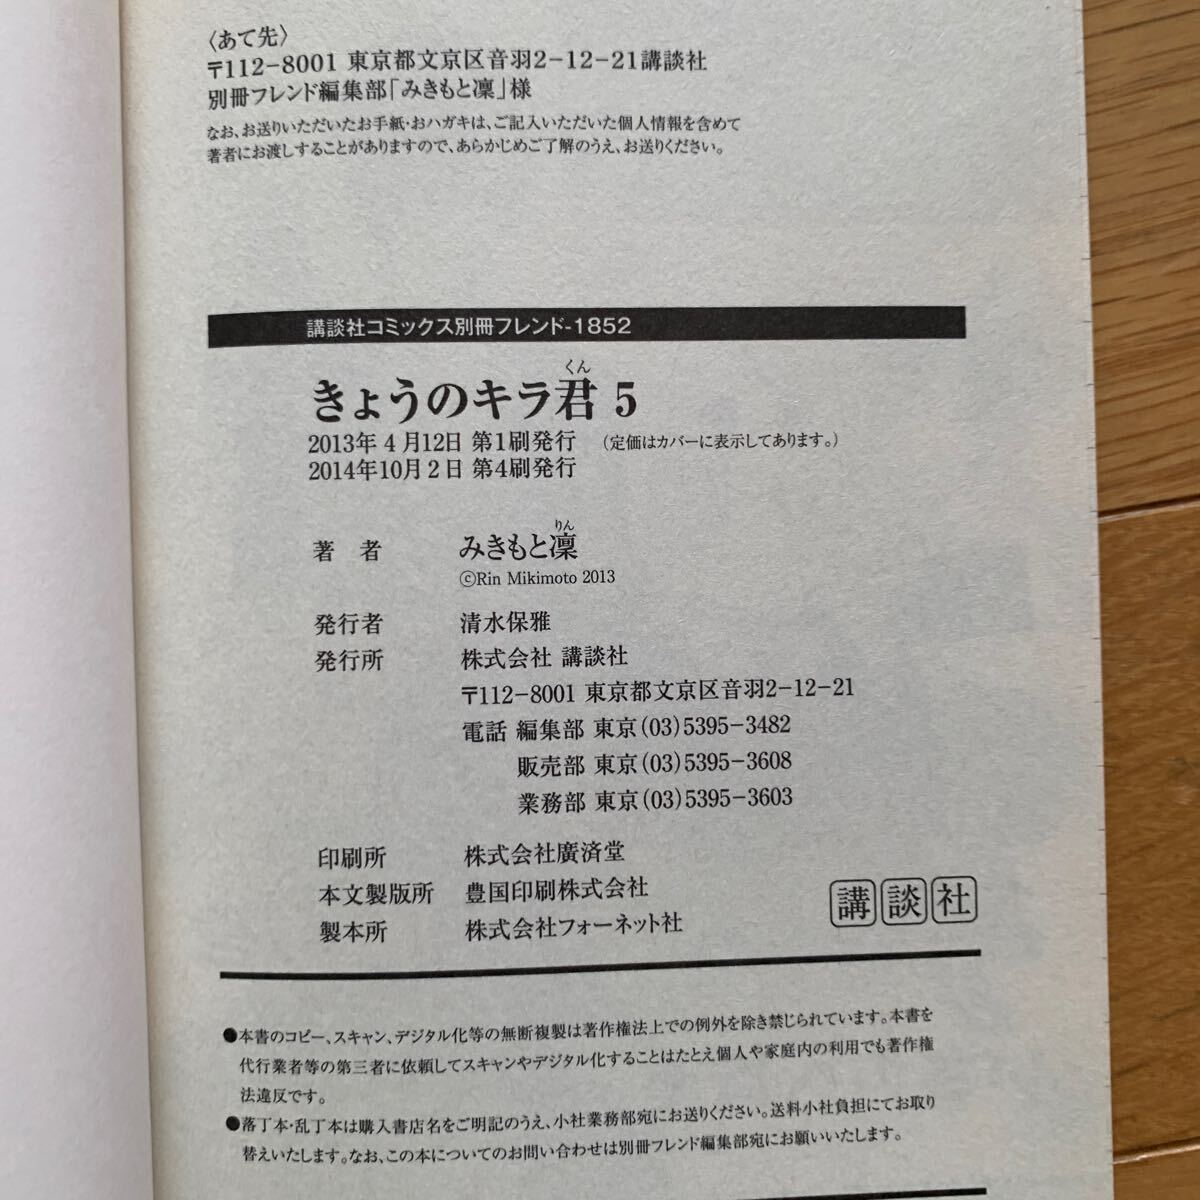 〈あて先〉
〒112-8001 東京都文京区音羽2-12-21講談社
別冊フレンド編集部「みきもと凜」様
なお、お送りいただいたお手紙・おハガキは、ご記入いただいた個人情報を含めて
著者にお渡しすることがありますので、あらかじめご了解のうえ、お送りください。
講談社コミックス別冊フレンド-1852
くん
きょうのキラ君 5
2013年 4 月12日 第1刷発行 (定価はカバーに表示してあります。)
2014年10月 2 日 第4刷発行
りん
著 者 みきもと凜
©Rin Mikimoto 2013
発行者 清水保雅
発行所 株式会社 講談社
〒112-8001 東京都文京区音羽2-12-21
電話 編集部 東京(03)5395-3482
販売部 東京(03)5395-3608
業務部 東京(03)5395-3603
印刷所 株式会社廣済堂
本文製版所 豊国印刷株式会社
製本所 株式会社フォーネット社
講談社
●本書のコピー、スキャン、デジタル化等の無断複製は著作権法上での例外を除き禁じられています。本書を
代行業者等の第三者に依頼してスキャンやデジタル化することはたとえ個人や家庭内の利用でも著作権
法違反です。
●落丁本・乱丁本は購入書店名をご明記のうえ、小社業務部宛にお送りください。送料小社負担にてお取り
替えいたします。なお、この本についてのお問い合わせは別冊フレンド編集部宛にお願いいたします。